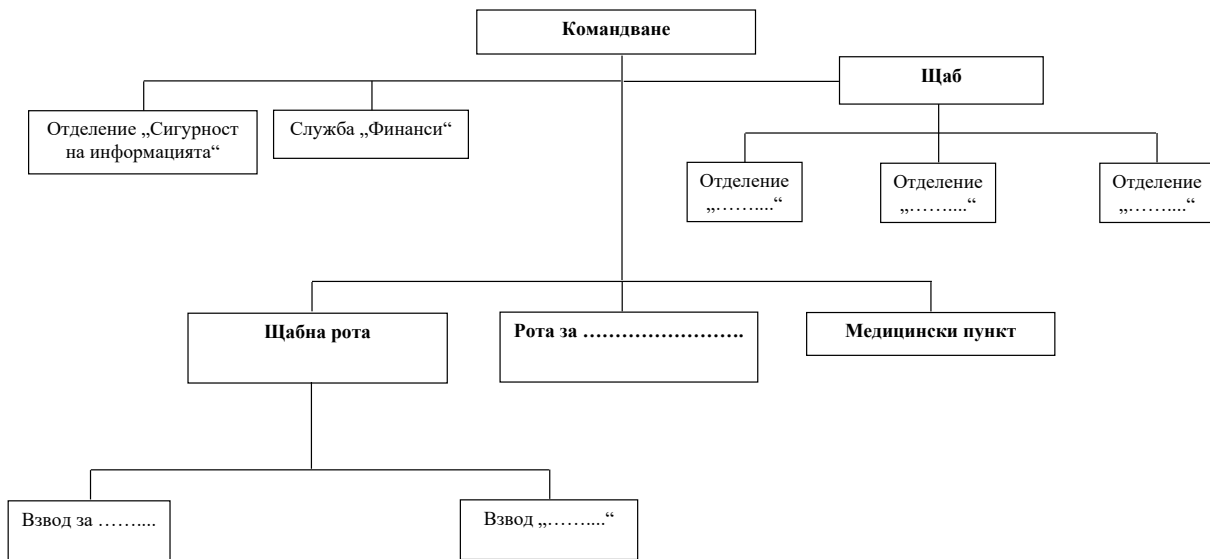 Командване
Щаб
Отделение „Сигурност
на информацията“
Служба „Финанси“
Отделение
„……....“
Отделение
„……....“
Отделение
„……....“
Щабна рота
Рота за …………………….
Медицински пункт
Взвод за ……....
Взвод „……....“